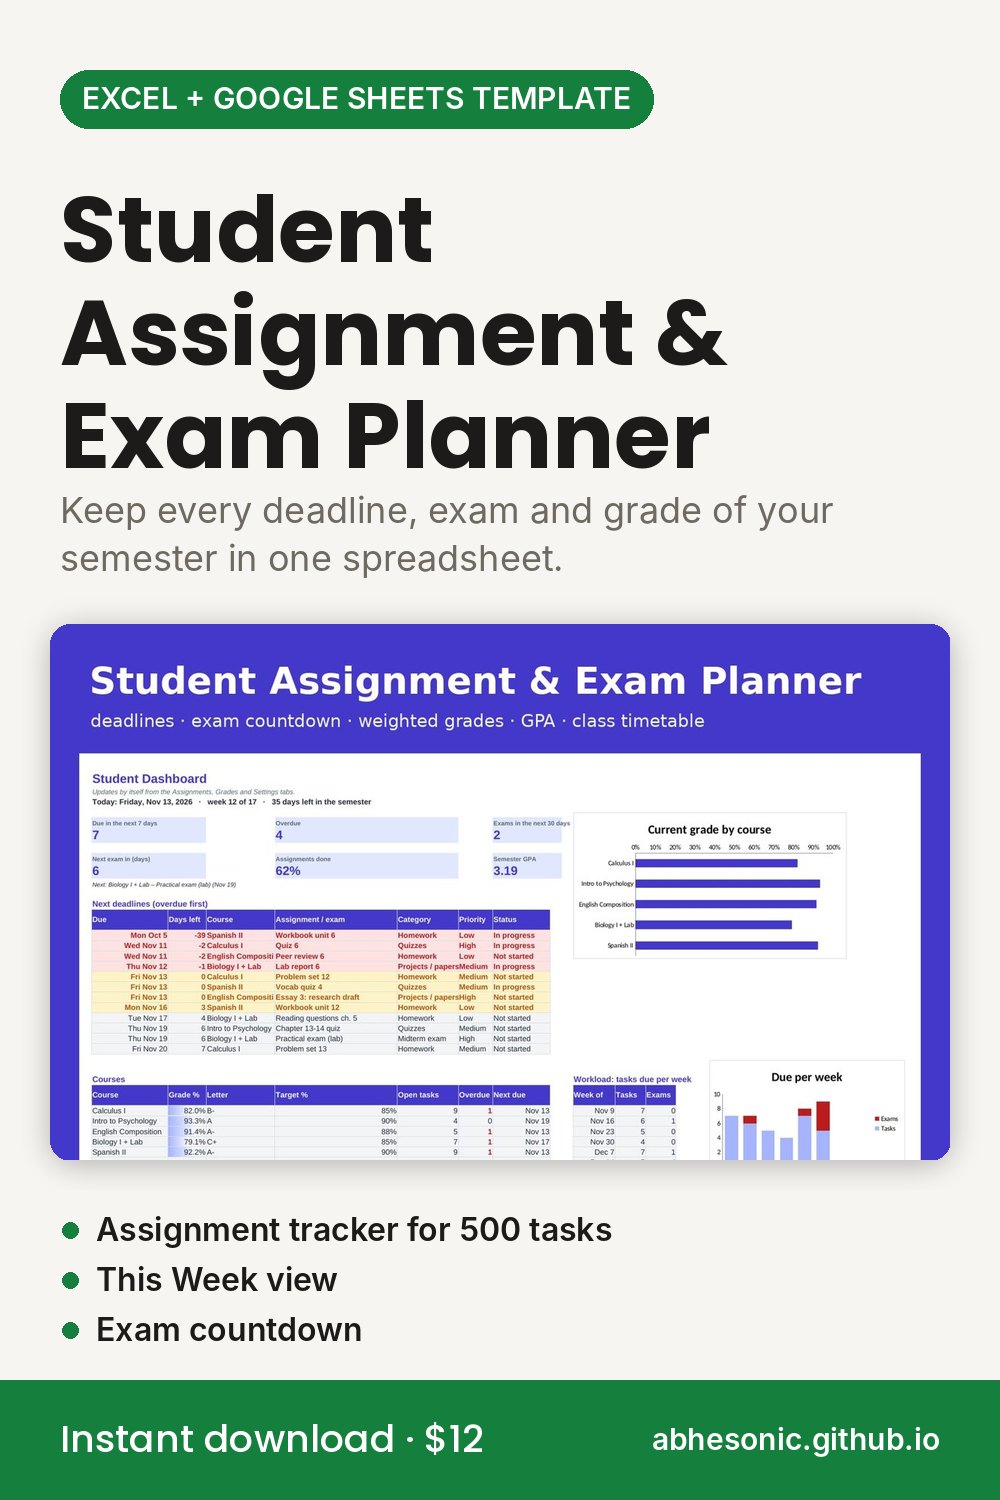 EXCEL + GOOGLE SHEETS TEMPLATE
Student
Assignment &
Exam Planner
Keep every deadline, exam and grade of your
semester in one spreadsheet.
Student Assignment & Exam Planner
deadlines · exam countdown · weighted grades · GPA · class timetable
Student Dashboard
Updates by itself from the Assignments, Grades and Settings tabs.
Today: Friday, Nov 13, 2026 · week 12 of 17 · 35 days left in the semester
Due in the next 7 days Overdue Exams in the next 30 days
7 4 2
Next exam in (days) Assignments done Semester GPA
6 62% 3.19
Next: Biology I + Lab – Practical exam (lab) (Nov 19)
Current grade by course
0% 10% 20% 30% 40% 50% 60% 70% 80% 90% 100%
Calculus I
Intro to Psychology
English Composition
Biology I + Lab
Spanish II
Next deadlines (overdue first)
Due Days left Course Assignment / exam Category Priority Status
Mon Oct 5 -39 Spanish II Workbook unit 6 Homework Low In progress
Wed Nov 11 -2 Calculus I Quiz 6 Quizzes High In progress
Wed Nov 11 -2 English Compositi Peer review 6 Homework Low Not started
Thu Nov 12 -1 Biology I + Lab Lab report 6 Projects / papers Medium In progress
Fri Nov 13 0 Calculus I Problem set 12 Homework Medium Not started
Fri Nov 13 0 Spanish II Vocab quiz 4 Quizzes Medium In progress
Fri Nov 13 0 English Compositi Essay 3: research draft Projects / papers High Not started
Mon Nov 16 3 Spanish II Workbook unit 12 Homework Low Not started
Tue Nov 17 4 Biology I + Lab Reading questions ch. 5 Homework Low Not started
Thu Nov 19 6 Intro to Psychology Chapter 13-14 quiz Quizzes Medium Not started
Thu Nov 19 6 Biology I + Lab Practical exam (lab) Midterm exam High Not started
Fri Nov 20 7 Calculus I Problem set 13 Homework Medium Not started
Courses
Course Grade % Letter Target % Open tasks Overdue Next due
Calculus I 82.0% B- 85% 9 1 Nov 13
Intro to Psychology 93.3% A 90% 4 0 Nov 19
English Composition 91.4% A- 88% 5 1 Nov 13
Biology I + Lab 79.1% C+ 85% 7 1 Nov 17
Spanish II 92.2% A- 90% 9 1 Nov 13
Workload: tasks due per week
Week of Tasks Exams
Nov 9 7 0
Nov 16 6 1
Nov 23 5 0
Nov 30 4 0
Dec 7 7 1
Due per week
10
8
6
4
2
Exams
Tasks
Assignment tracker for 500 tasks
This Week view
Exam countdown
Instant download · $12
abhesonic.github.io